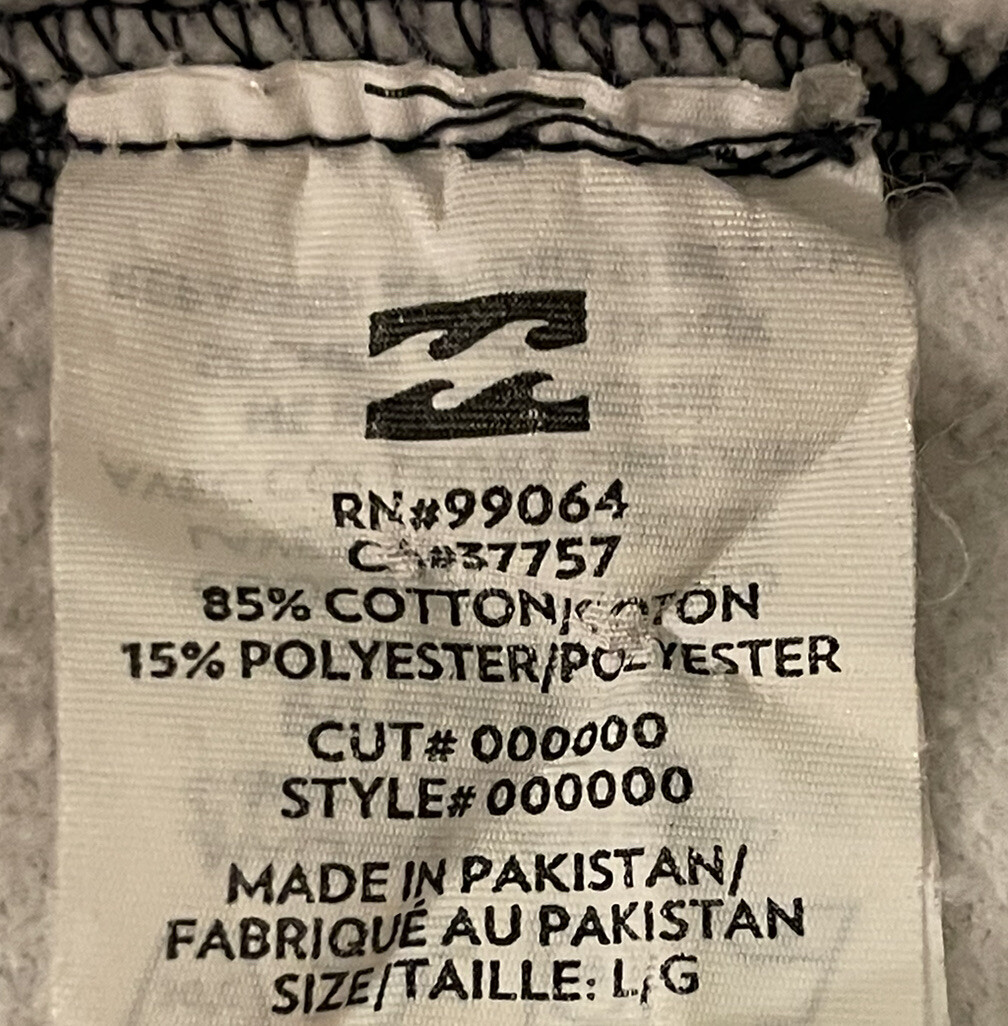 RN#99064
CA#37757
85% COTTON/COTON
15% POLYESTER/POLYESTER
CUT# 000000
STYLE# 000000
MADE IN PAKISTAN/
FABRIQUÉ AU PAKISTAN
SIZE/TAILLE: L/G